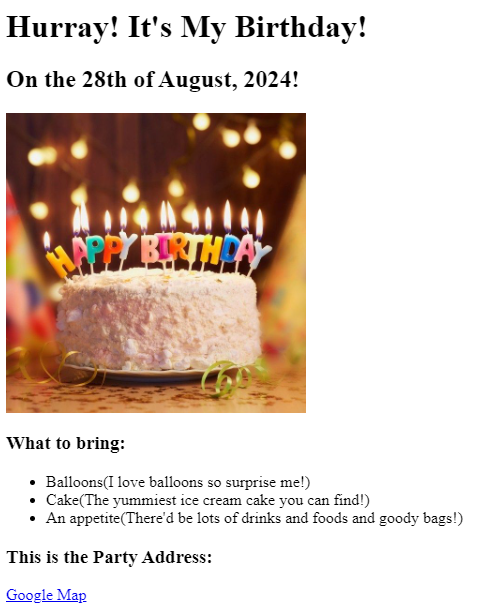 Hurray! It's My Birthday!
On the 28th of August, 2024!
HAPPY BIRTHDAY
What to bring:
Balloons(I love balloons so surprise me!)
Cake(The yummiest ice cream cake you can find!)
An appetite(There'd be lots of drinks and foods and goody bags!)
This is the Party Address:
Google Map